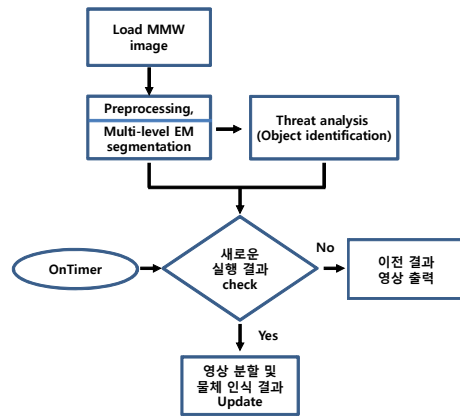 Load MMW
image
Preprocessing,
Multi-level EM
segmentation
Threat analysis
(Object identification)
OnTimer
새로운
실행 결과
check
No
이전 결과
영상 출력
Yes
영상 분할 및
물체 인식 결과
Update